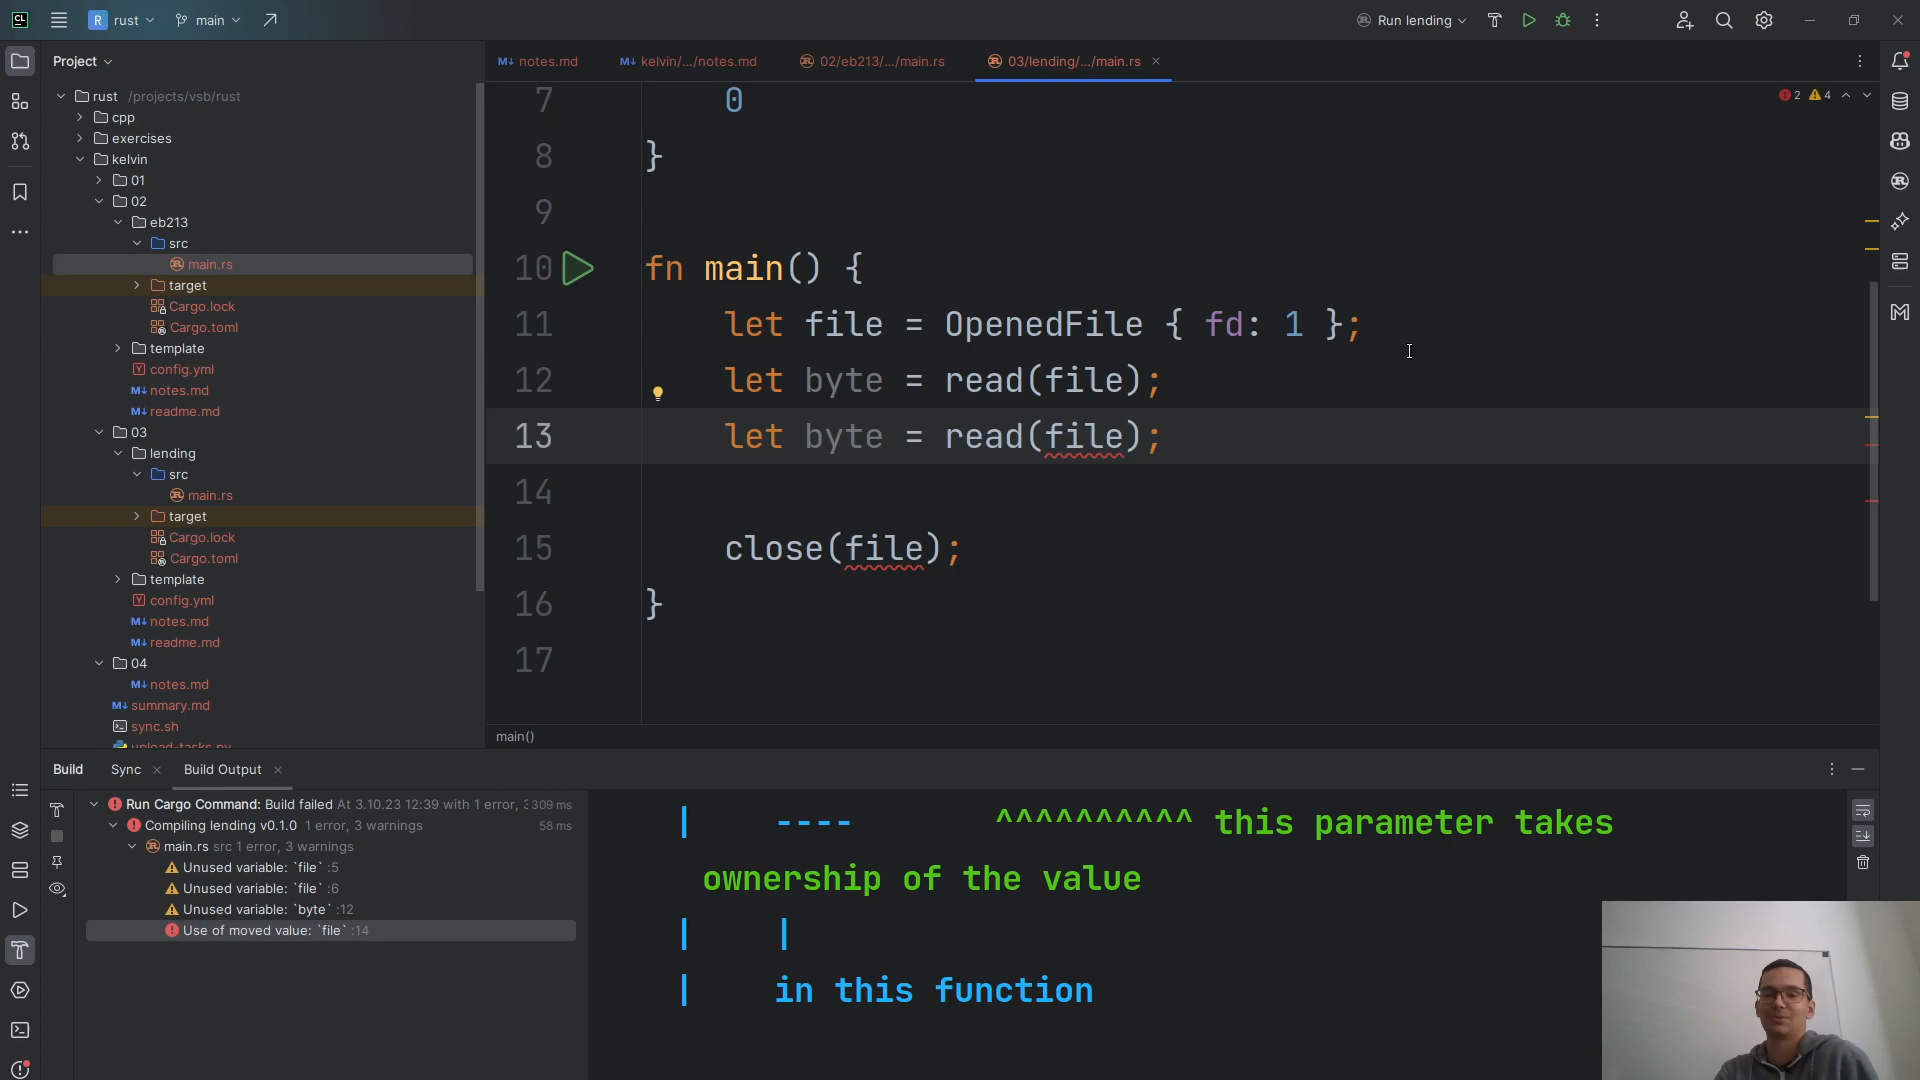 CL
R rust
main
Run lending
Project
notes.md
kelvin/.../notes.md
02/eb213/.../main.rs
03/lending/.../main.rs
rust /projects/vsb/rust
cpp
exercises
kelvin
01
02
eb213
src
main.rs
target
Cargo.lock
Cargo.toml
template
config.yml
notes.md
readme.md
03
lending
src
main.rs
target
Cargo.lock
Cargo.toml
template
config.yml
notes.md
readme.md
04
notes.md
summary.md
sync.sh
upload-tasks.py
2 4
7 0
8 }
9
10 fn main() {
11 let file = OpenedFile { fd: 1 };
12 let byte = read(file);
13 let byte = read(file);
14
15 close(file);
16 }
17
main()
Build Sync Build Output
Run Cargo Command: Build failed At 3.10.23 12:39 with 1 error, 309 ms
Compiling lending v0.1.0 1 error, 3 warnings 58 ms
main.rs src 1 error, 3 warnings
Unused variable: `file` :5
Unused variable: `file` :6
Unused variable: `byte` :12
Use of moved value: `file` :14
| ---- ^^^^^^^^^^ this parameter takes
ownership of the value
| |
| in this function